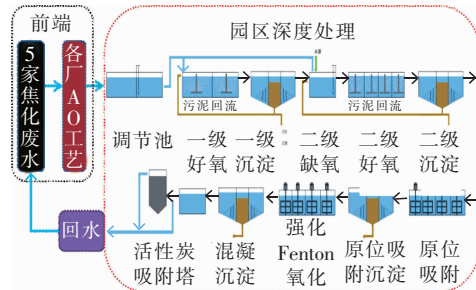 前端
园区深度处理
5家焦化废水
各厂AO工艺
污泥回流
污泥回流
调节池
一级好氧
一级沉淀
二级缺氧
二级好氧
二级沉淀
回水
活性炭吸附塔
混凝沉淀
强化Fenton氧化
原位吸附沉淀
原位吸附